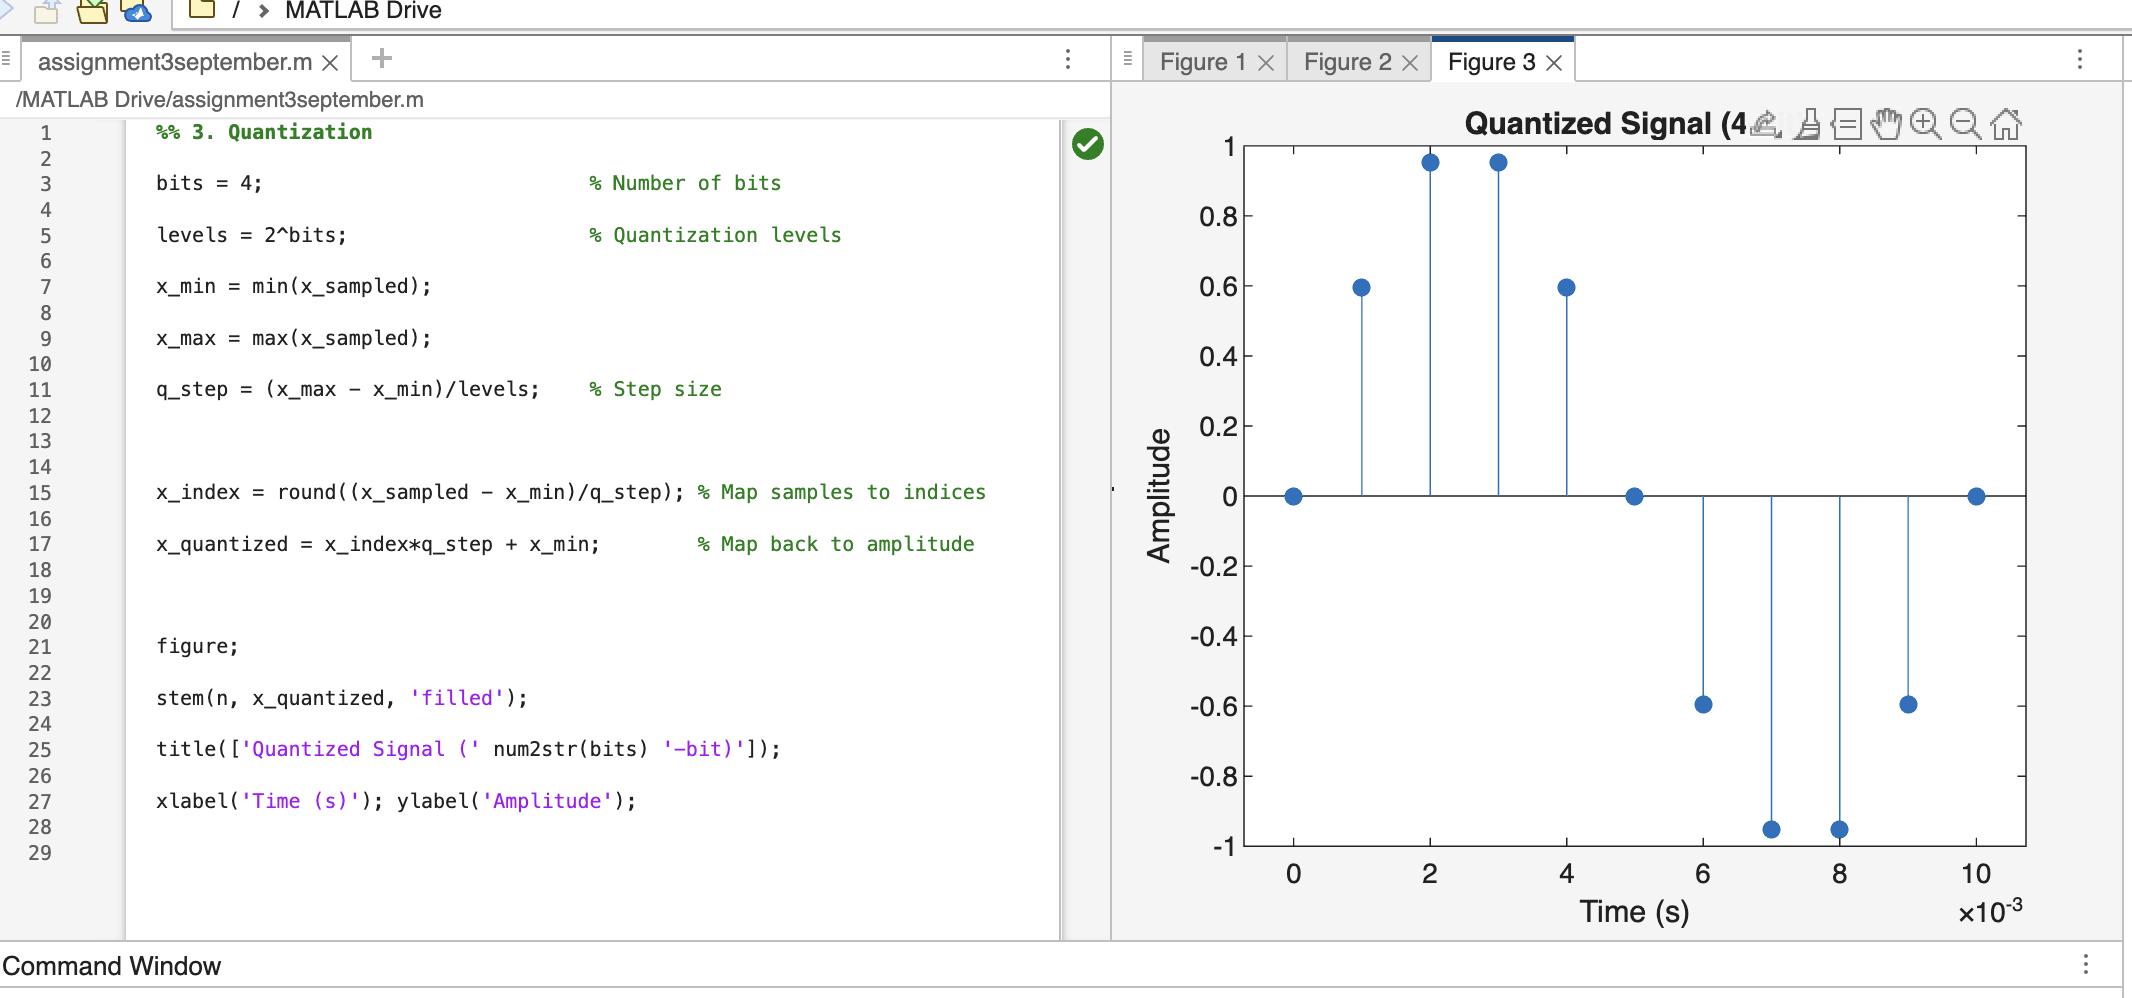 / > MATLAB Drive
assignment3september.m × +
/MATLAB Drive/assignment3september.m
1 %% 3. Quantization
2
3 bits = 4; % Number of bits
4
5 levels = 2^bits; % Quantization levels
6
7 x_min = min(x_sampled);
8
9 x_max = max(x_sampled);
10
11 q_step = (x_max - x_min)/levels; % Step size
12
13
14
15 x_index = round((x_sampled - x_min)/q_step); % Map samples to indices
16
17 x_quantized = x_index*q_step + x_min; % Map back to amplitude
18
19
20
21 figure;
22
23 stem(n, x_quantized, 'filled');
24
25 title(['Quantized Signal (' num2str(bits) '-bit)']);
26
27 xlabel('Time (s)'); ylabel('Amplitude');
28
29
Figure 1 × Figure 2 × Figure 3 ×
Quantized Signal (4
1
0.8
0.6
0.4
0.2
0
-0.2
-0.4
-0.6
-0.8
-1
Amplitude
0 2 4 6 8 10
Time (s)
×10-3
Command Window